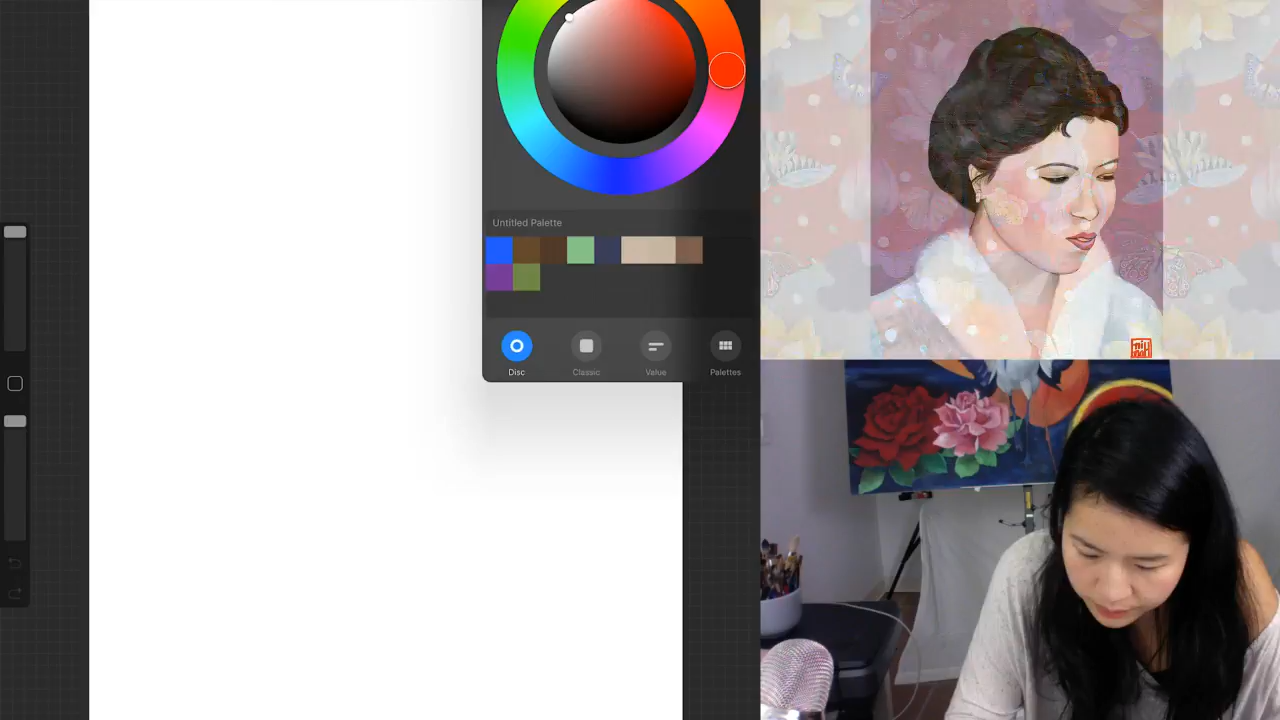 Untitled Palette
Disc
Classic
Value
Palettes